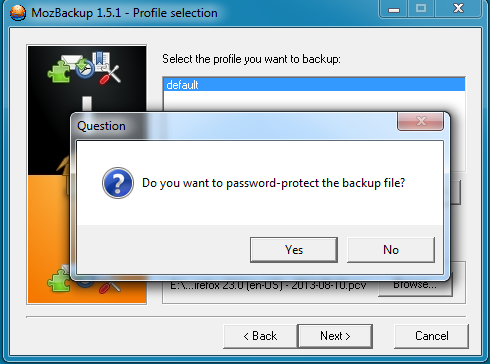 MozBackup 1.5.1 - Profile selection
Select the profile you want to backup:
default
Question
Do you want to password-protect the backup file?
Yes
No
E:\...irefox 23.0 (en-US) - 2013-08-10.pcv
Browse...
< Back
Next >
Cancel